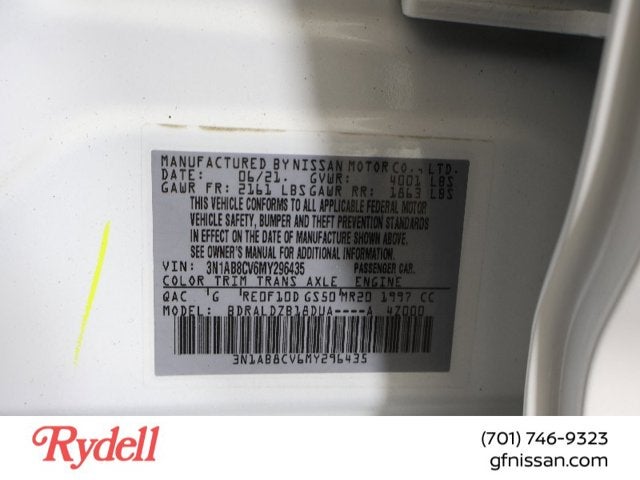 MANUFACTURED BY NISSAN MOTOR CO., LTD.
DATE: 06/21. GVWR: 4001 LBS
GAWR FR: 2161 LBS GAWR RR: 1863 LBS
THIS VEHICLE CONFORMS TO ALL APPLICABLE FEDERAL MOTOR
VEHICLE SAFETY, BUMPER AND THEFT PREVENTION STANDARDS
IN EFFECT ON THE DATE OF MANUFACTURE SHOWN ABOVE.
SEE OWNER'S MANUAL FOR ADDITIONAL INFORMATION.
VIN: 3N1AB8CV6MY296435 PASSENGER CAR.
COLOR TRIM TRANS AXLE ENGINE
QAC G RE0F10D GS50 MR20 1997 CC
MODEL: BDRALDZB18DUA----A 4Z000
3N1AB8CV6MY296435
Rydell
(701) 746-9323
gfnissan.com